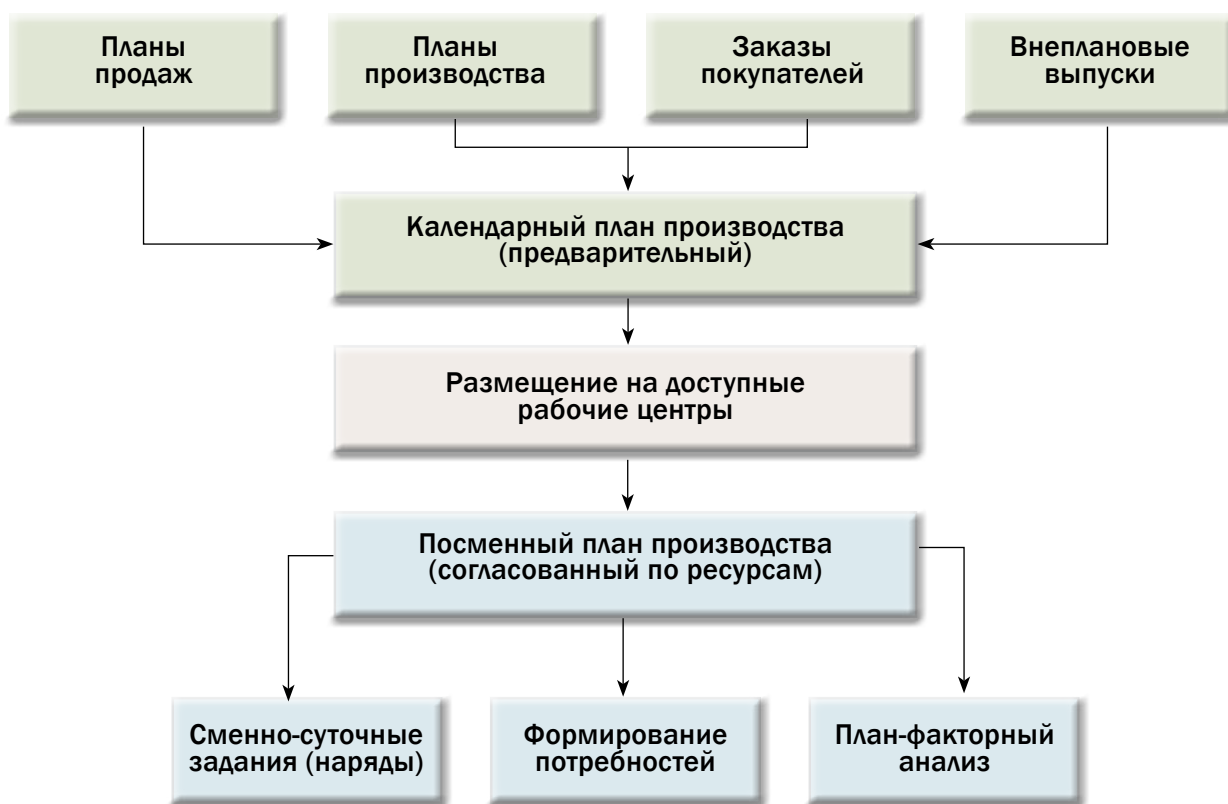 Планы
продаж
Планы
производства
Заказы
покупателей
Внеплановые
выпуски
Календарный план производства
(предварительный)
Размещение на доступные
рабочие центры
Посменный план производства
(согласованный по ресурсам)
Сменно-суточные
задания (наряды)
Формирование
потребностей
План-факторный
анализ